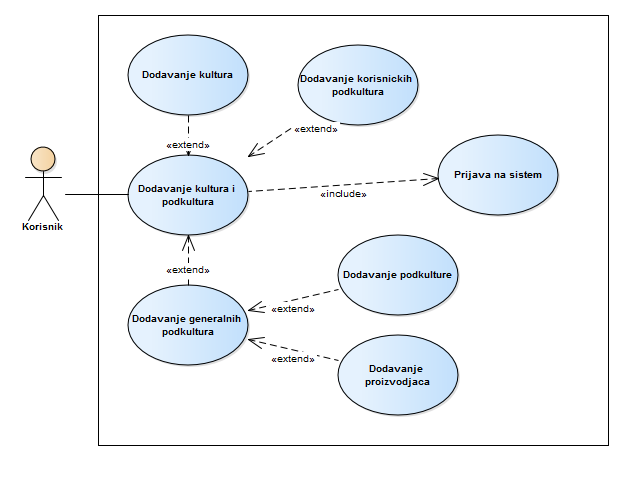 Dodavanje kultura
Dodavanje korisnickih
podkultura
«extend»
«extend»
Dodavanje kultura i
podkultura
Prijava na sistem
«include»
Korisnik
«extend»
Dodavanje podkulture
«extend»
Dodavanje generalnih
podkultura
«extend»
Dodavanje
proizvodjaca